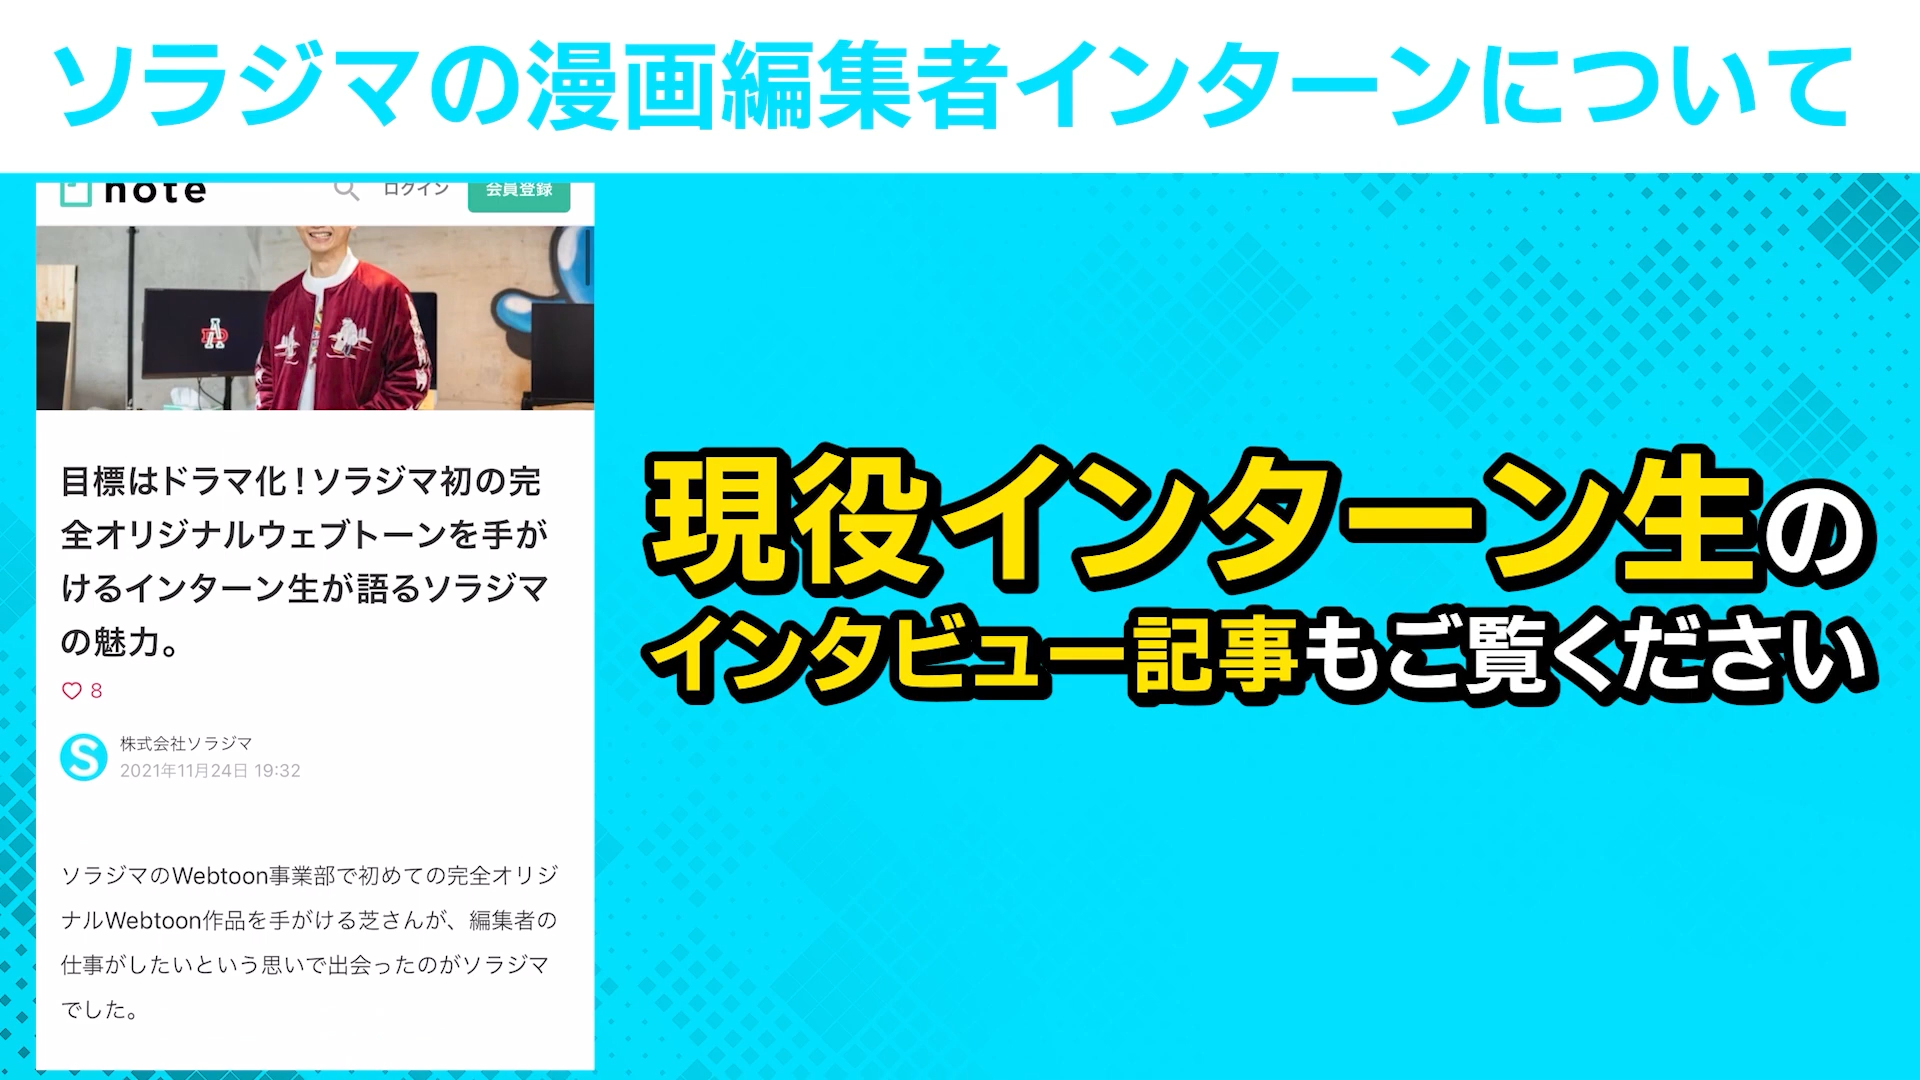 ソラジマの漫画編集者インターンについて
note
ログイン
会員登録
目標はドラマ化！ソラジマ初の完
全オリジナルウェブトーンを手が
けるインターン生が語るソラジマ
の魅力。
8
S
株式会社ソラジマ
2021年11月24日 19:32
ソラジマのWebtoon事業部で初めての完全オリジ
ナルWebtoon作品を手がける芝さんが、編集者の
仕事がしたいという思いで出会ったのがソラジマ
でした。
現役インターン生の
インタビュー記事もご覧ください